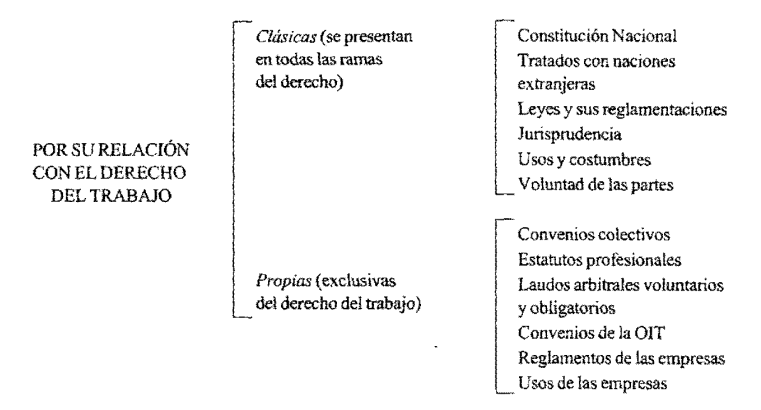 POR SU RELACIÓN
CON EL DERECHO
DEL TRABAJO
Clásicas (se presentan
en todas las ramas
del derecho)
Constitución Nacional
Tratados con naciones
extranjeras
Leyes y sus reglamentaciones
Jurisprudencia
Usos y costumbres
Voluntad de las partes
Propias (exclusivas
del derecho del trabajo)
Convenios colectivos
Estatutos profesionales
Laudos arbitrales voluntarios
y obligatorios
Convenios de la OIT
Reglamentos de las empresas
Usos de las empresas